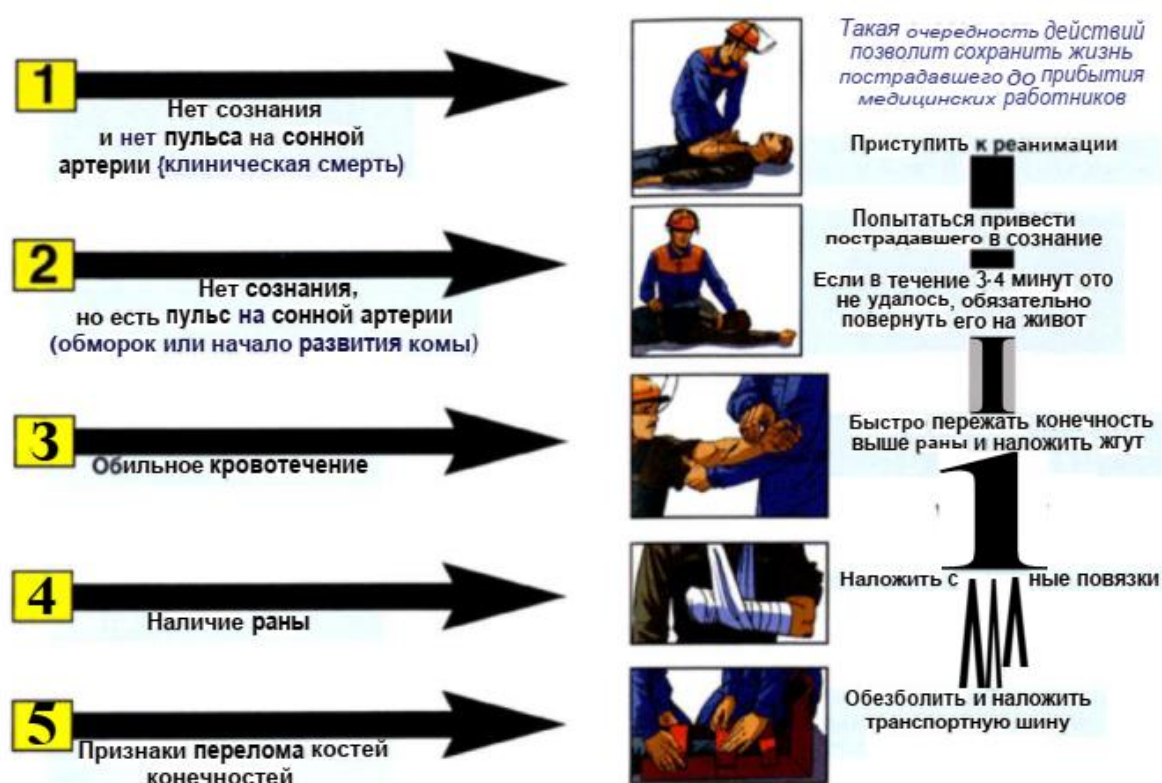 Такая очередность действий
позволит сохранить жизнь
пострадавшего до прибытия
медицинских работников
1
Нет сознания
и нет пульса на сонной
артерии {клиническая смерть)
Приступить к реанимации
2
Нет сознания,
но есть пульс на сонной артерии
(обморок или начало развития комы)
Попытаться привести
пострадавшего в сознание
Если в течение 3-4 минут ото
не удалось, обязательно
повернуть его на живот
1
3
Обильное кровотечение
Быстро пережать конечность
выше раны и наложить жгут
1
4
Наличие раны
Наложить с ные повязки
5
Признаки перелома костей
конечностей
Обезболить и наложить
транспортную шину